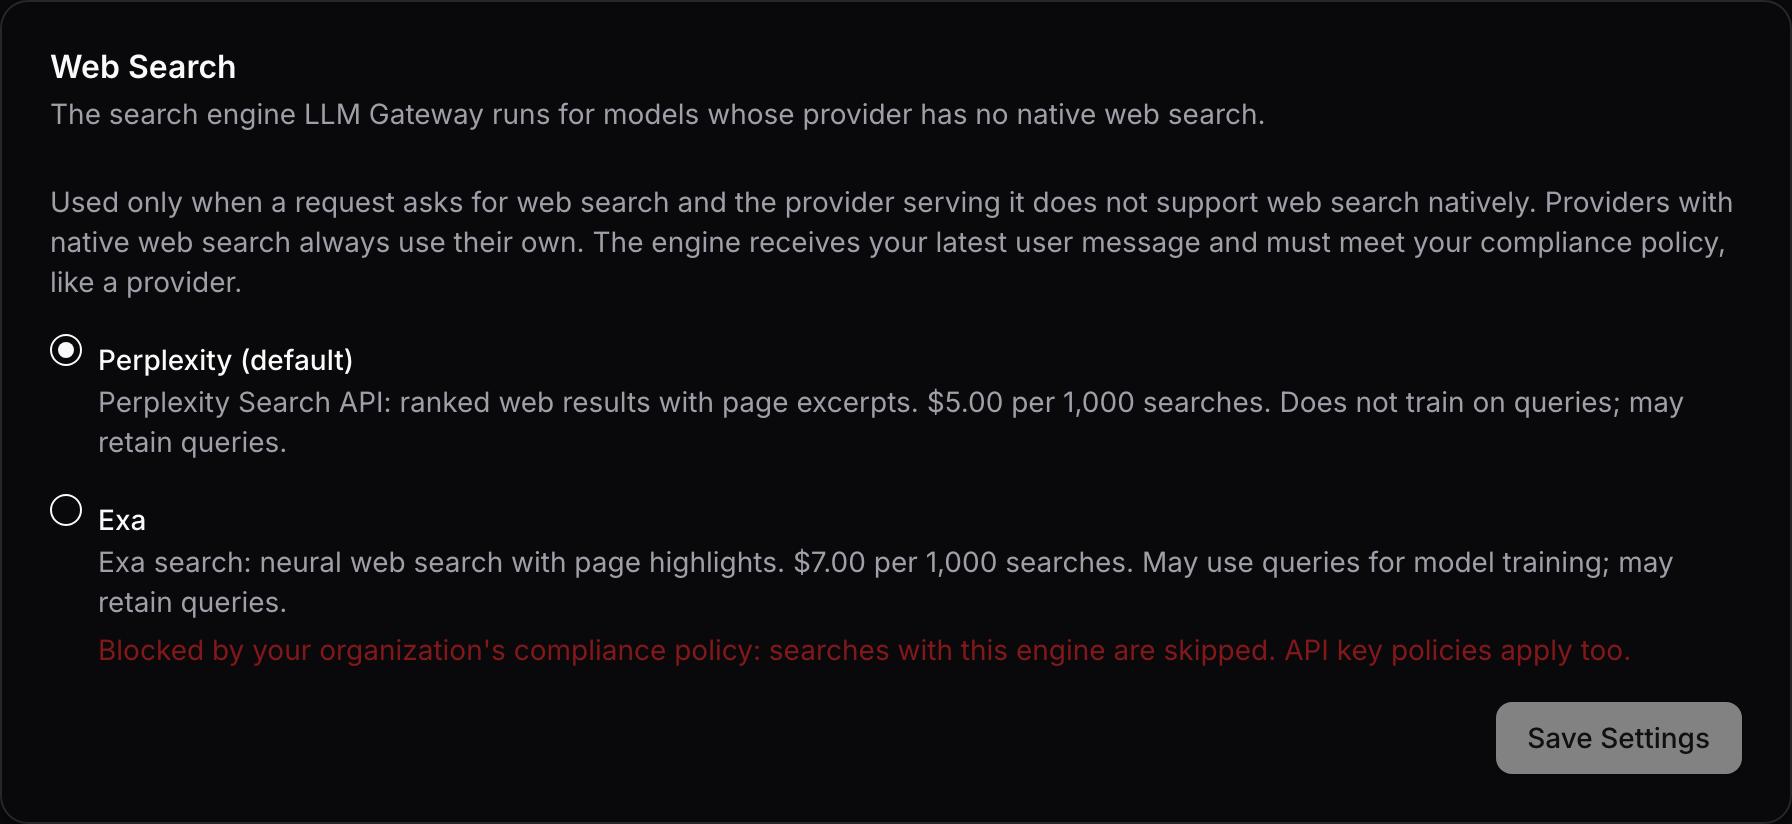 Web Search
The search engine LLM Gateway runs for models whose provider has no native web search.
Used only when a request asks for web search and the provider serving it does not support web search natively. Providers with
native web search always use their own. The engine receives your latest user message and must meet your compliance policy,
like a provider.
Perplexity (default)
Perplexity Search API: ranked web results with page excerpts. $5.00 per 1,000 searches. Does not train on queries; may
retain queries.
Exa
Exa search: neural web search with page highlights. $7.00 per 1,000 searches. May use queries for model training; may
retain queries.
Blocked by your organization's compliance policy: searches with this engine are skipped. API key policies apply too.
Save Settings